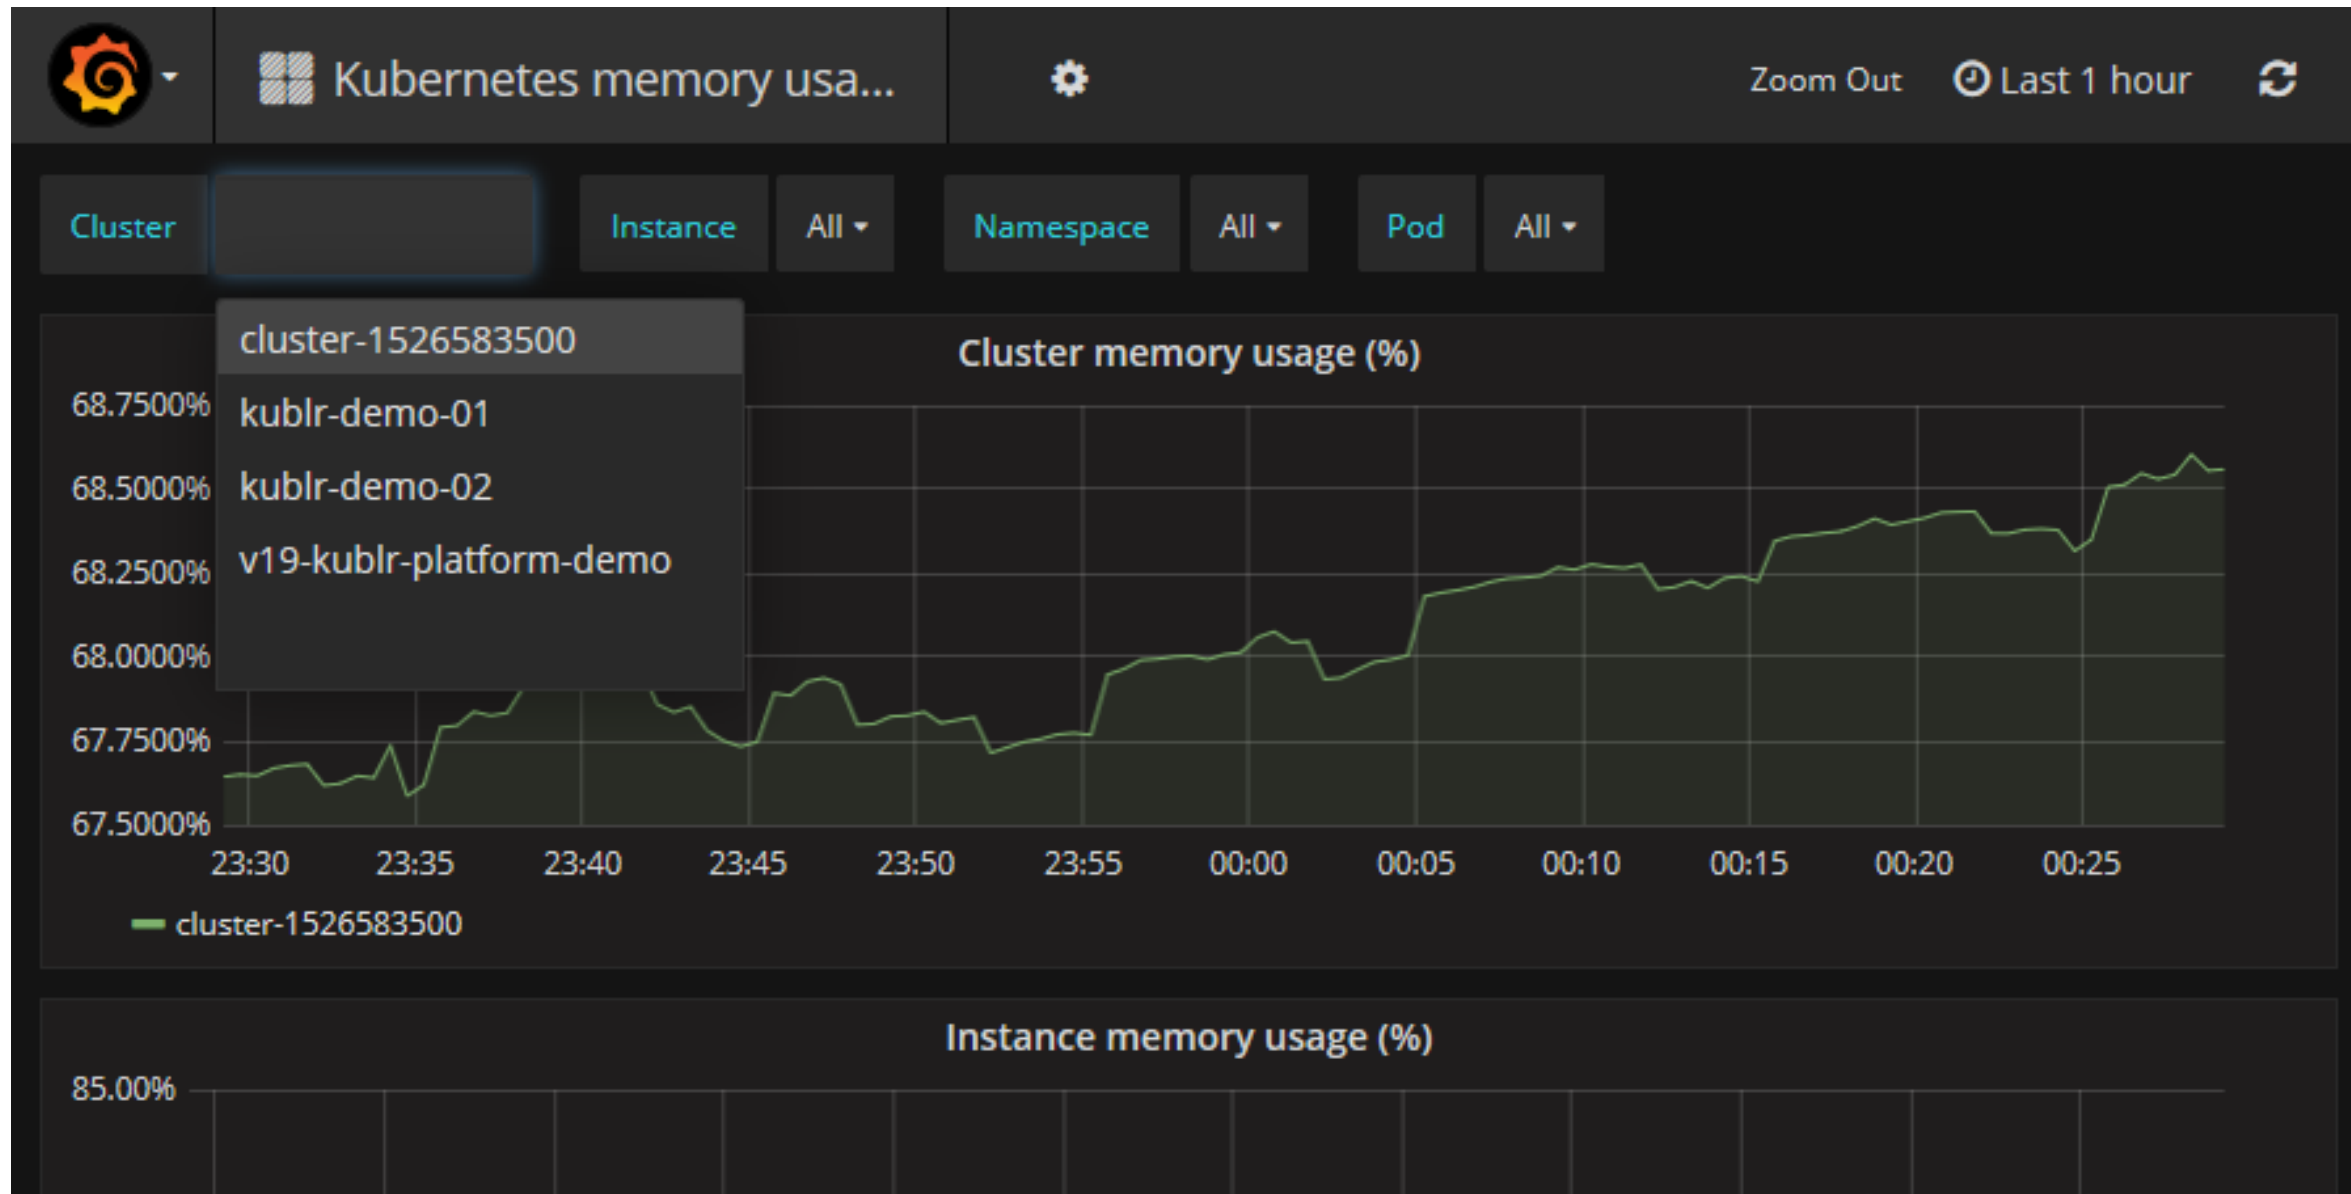 Kubernetes memory usa...
Zoom Out
Last 1 hour
Cluster
Instance
All
Namespace
All
Pod
All
cluster-1526583500
kublr-demo-01
kublr-demo-02
v19-kublr-platform-demo
Cluster memory usage (%)
68.7500%
68.5000%
68.2500%
68.0000%
67.7500%
67.5000%
23:30 23:35 23:40 23:45 23:50 23:55 00:00 00:05 00:10 00:15 00:20 00:25
cluster-1526583500
Instance memory usage (%)
85.00%